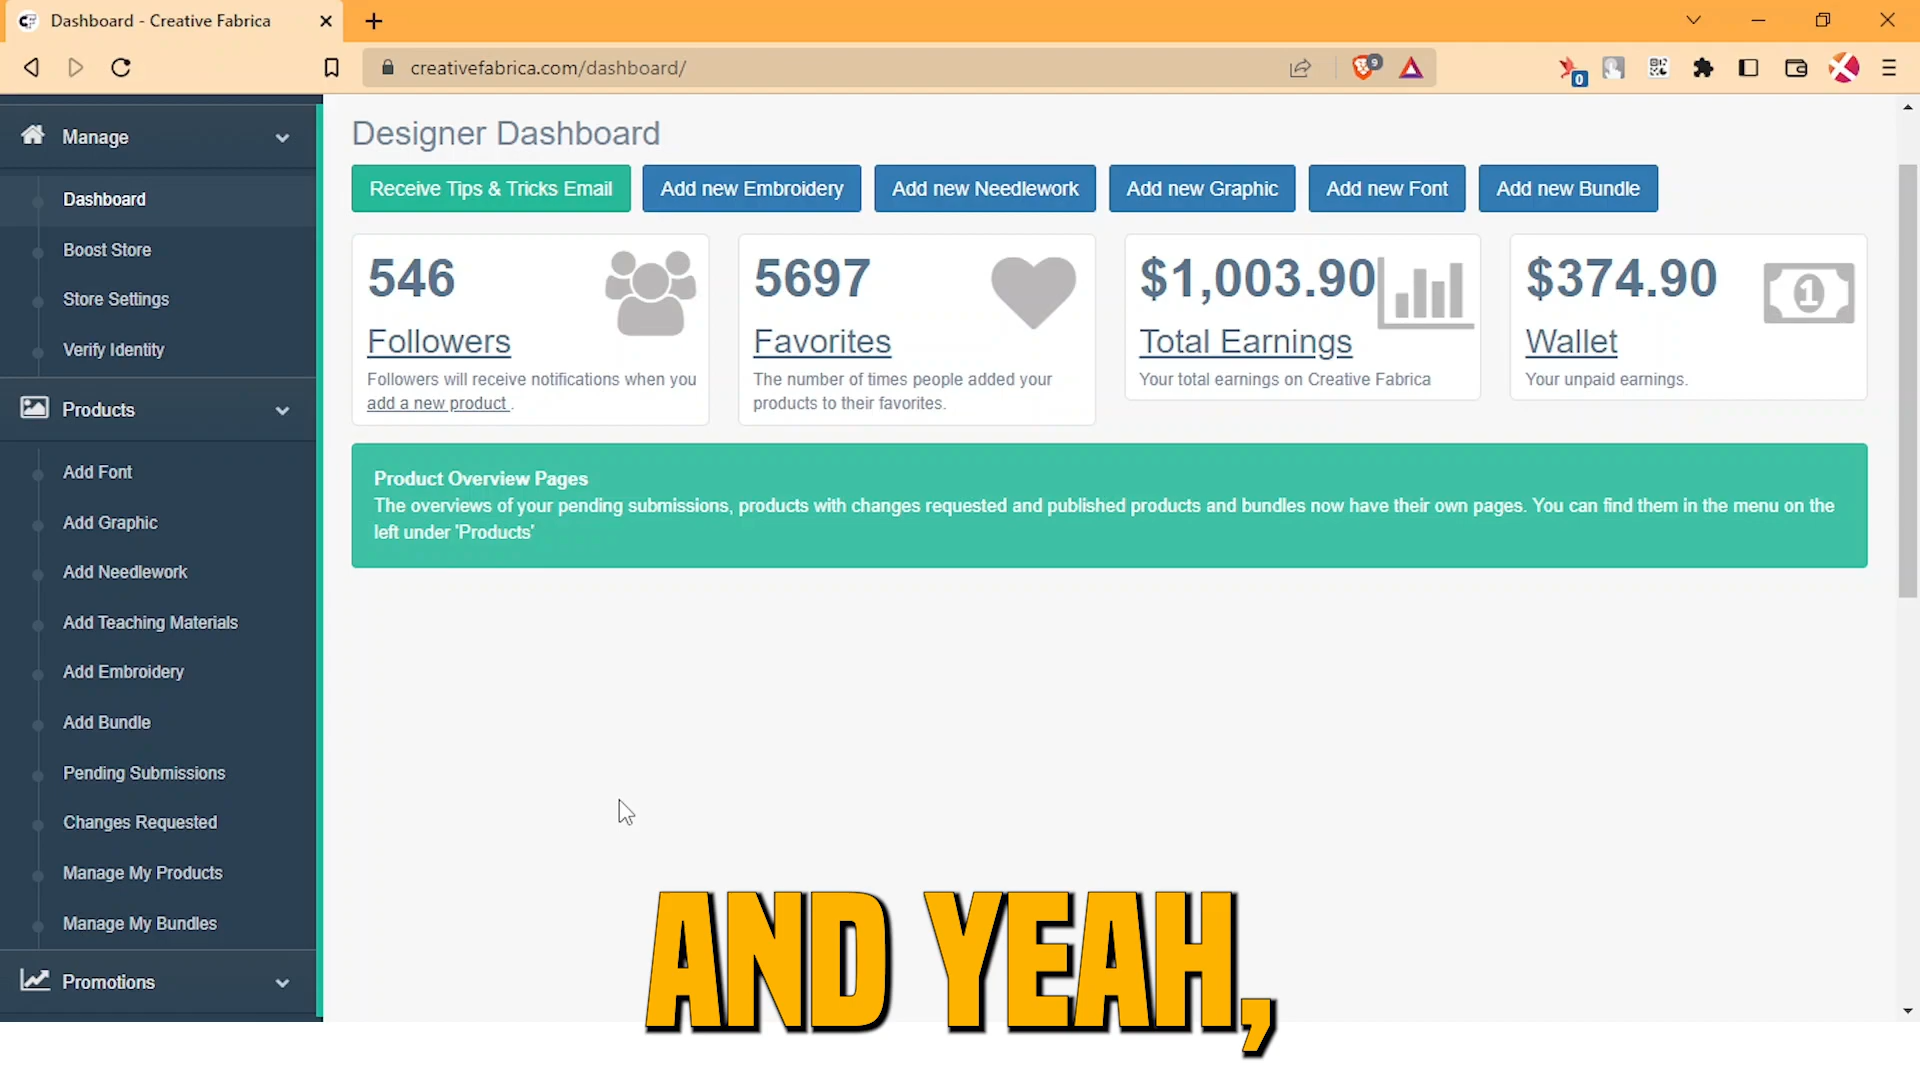 Dashboard - Creative Fabrica
creativefabrica.com/dashboard/
9
0
Manage
Dashboard
Boost Store
Store Settings
Verify Identity
Products
Add Font
Add Graphic
Add Needlework
Add Teaching Materials
Add Embroidery
Add Bundle
Pending Submissions
Changes Requested
Manage My Products
Manage My Bundles
Promotions
Designer Dashboard
Receive Tips & Tricks Email
Add new Embroidery
Add new Needlework
Add new Graphic
Add new Font
Add new Bundle
546
Followers
Followers will receive notifications when you
add a new product .
5697
Favorites
The number of times people added your
products to their favorites.
$1,003.90
Total Earnings
Your total earnings on Creative Fabrica
$374.90
Wallet
Your unpaid earnings.
1
Product Overview Pages
The overviews of your pending submissions, products with changes requested and published products and bundles now have their own pages. You can find them in the menu on the
left under 'Products'
AND YEAH,